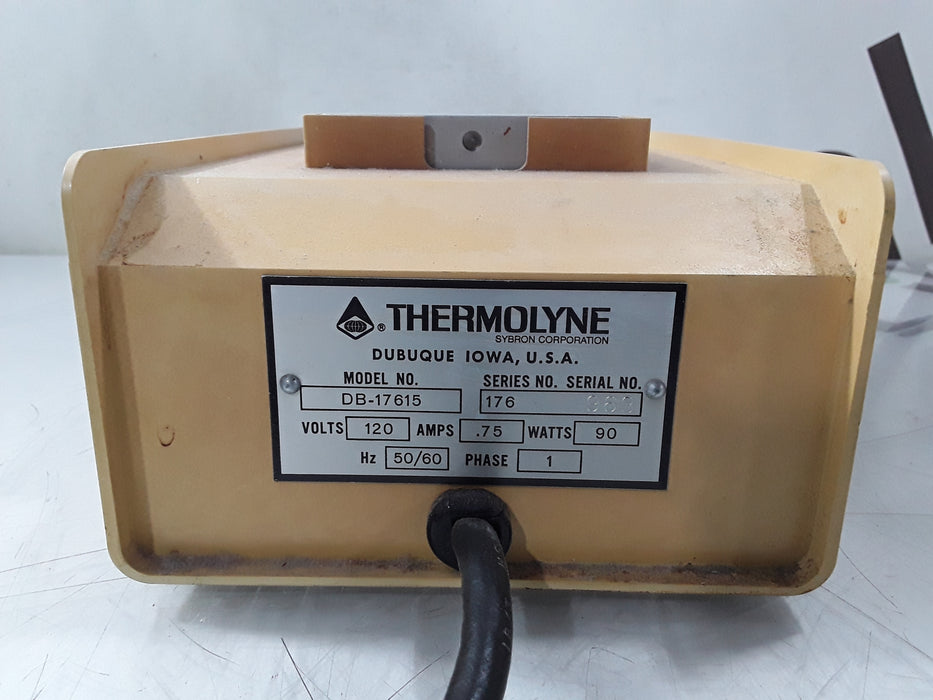 ® THERMOLYNE
SYBRON CORPORATION
DUBUQUE IOWA, U.S.A.
MODEL NO. SERIES NO. SERIAL NO.
DB-17615 176
VOLTS 120 AMPS .75 WATTS 90
Hz 50/60 PHASE 1